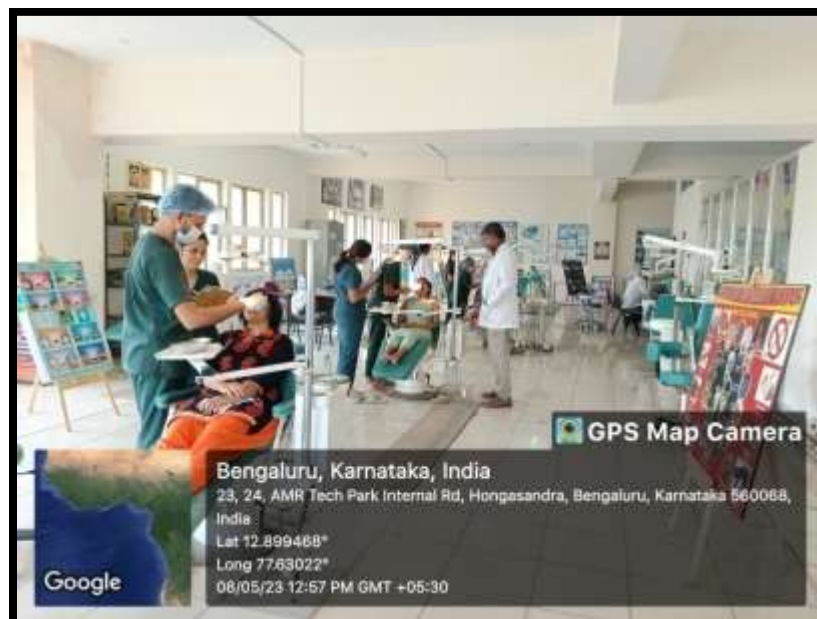 GPS Map Camera
Bengaluru, Karnataka, India
23, 24, AMR Tech Park Internal Rd, Hongasandra, Bengaluru, Karnataka 560068,
India
Lat 12.899468°
Long 77.63022°
08/05/23 12:57 PM GMT +05:30
Google